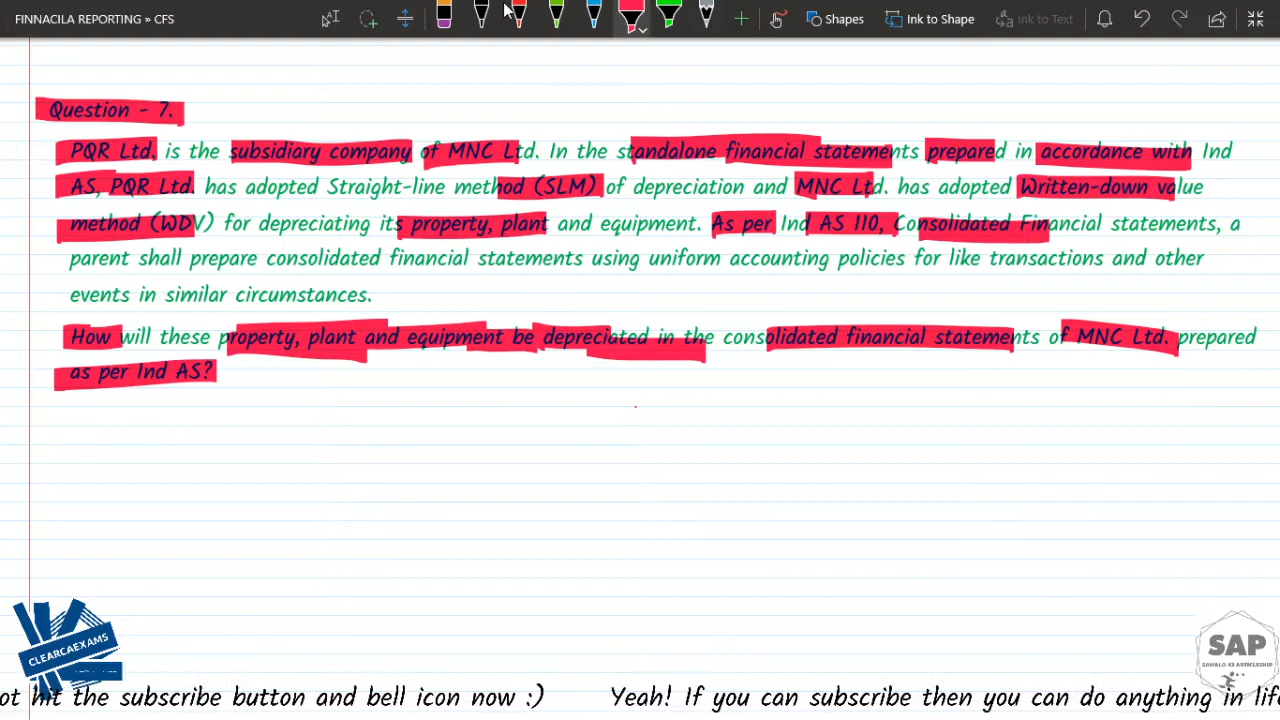 FINNACILA REPORTING » CFS
Shapes
Ink to Shape
Ink to Text
Question - 7.
PQR Ltd. is the subsidiary company of MNC Ltd. In the standalone financial statements prepared in accordance with Ind
AS, PQR Ltd. has adopted Straight-line method (SLM) of depreciation and MNC Ltd. has adopted Written-down value
method (WDV) for depreciating its property, plant and equipment. As per Ind AS 110, Consolidated Financial statements, a
parent shall prepare consolidated financial statements using uniform accounting policies for like transactions and other
events in similar circumstances.
How will these property, plant and equipment be depreciated in the consolidated financial statements of MNC Ltd. prepared
as per Ind AS?
CLEARCAEXAMS
SAP
SAMBALO KI ARTICLESHIP
ot hit the subscribe button and bell icon now :) Yeah! If you can subscribe then you can do anything in life